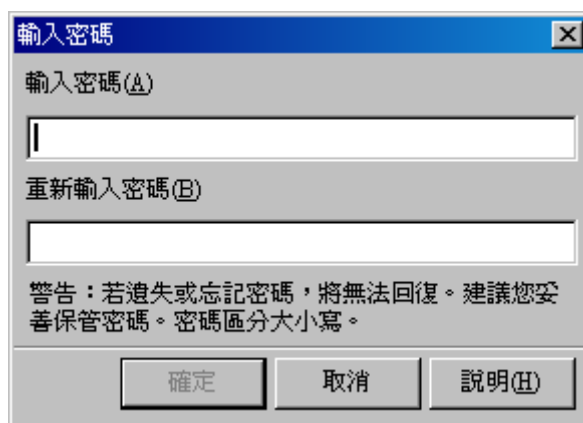 輸入密碼
輸入密碼(A)
重新輸入密碼(B)
警告：若遺失或忘記密碼，將無法回復。建議您妥
善保管密碼。密碼區分大小寫。
確定 取消 說明(H)